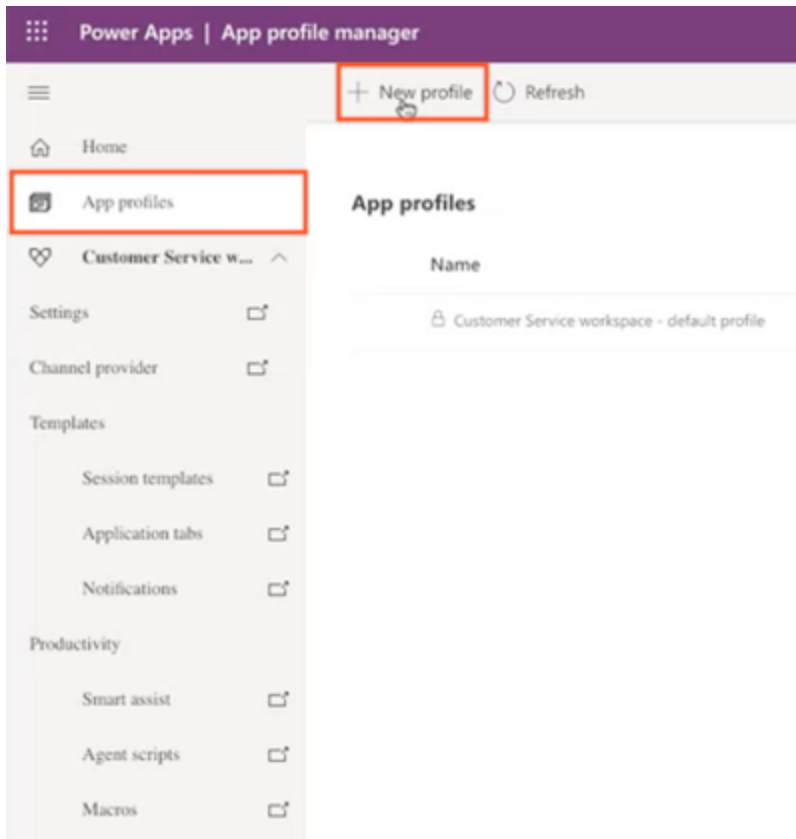 Power Apps | App profile manager
+ New profile Refresh
Home
App profiles
Customer Service w...
Settings
Channel provider
Templates
Session templates
Application tabs
Notifications
Productivity
Smart assist
Agent scripts
Macros
App profiles
Name
Customer Service workspace - default profile